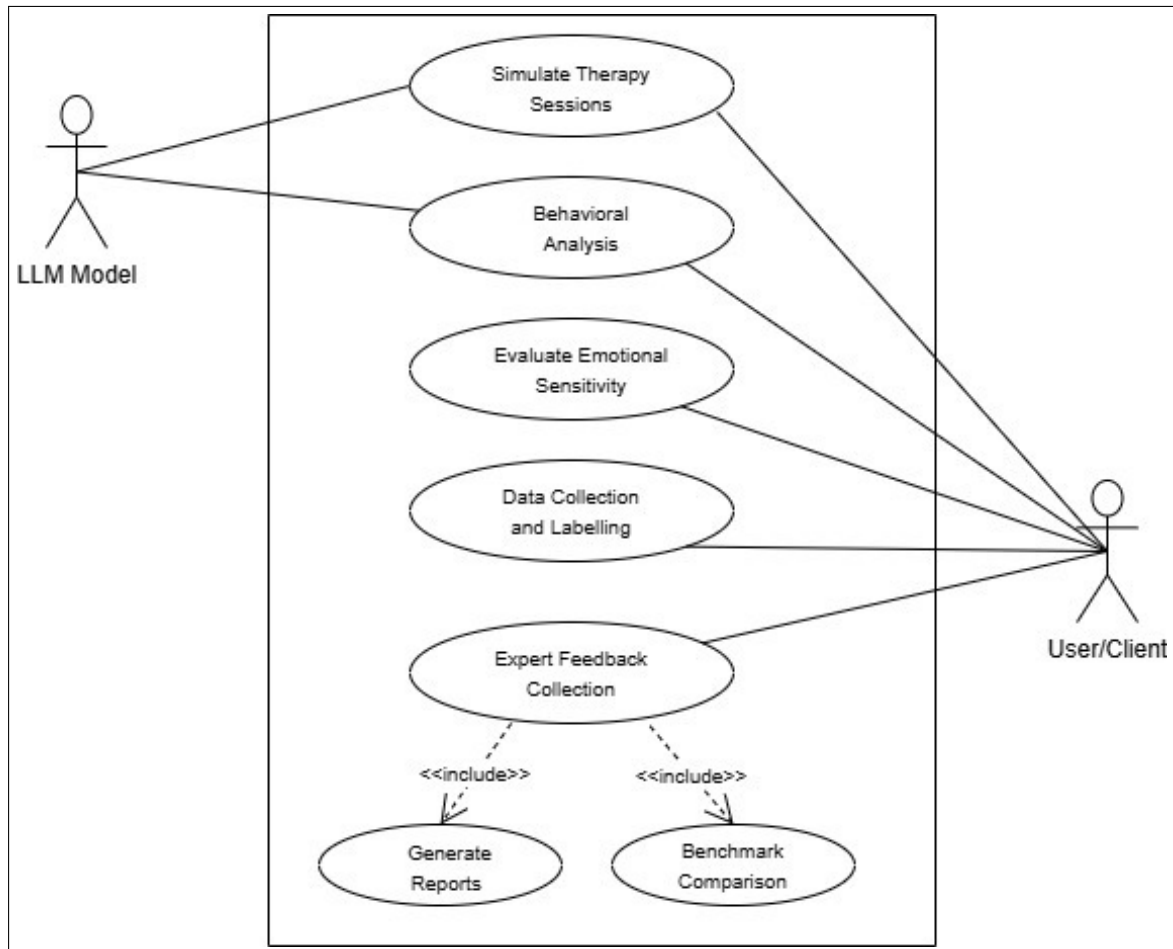 Simulate Therapy
Sessions
LLM Model
Behavioral
Analysis
Evaluate Emotional
Sensitivity
Data Collection
and Labelling
User/Client
Expert Feedback
Collection
<<include>>
<<include>>
Generate
Reports
Benchmark
Comparison